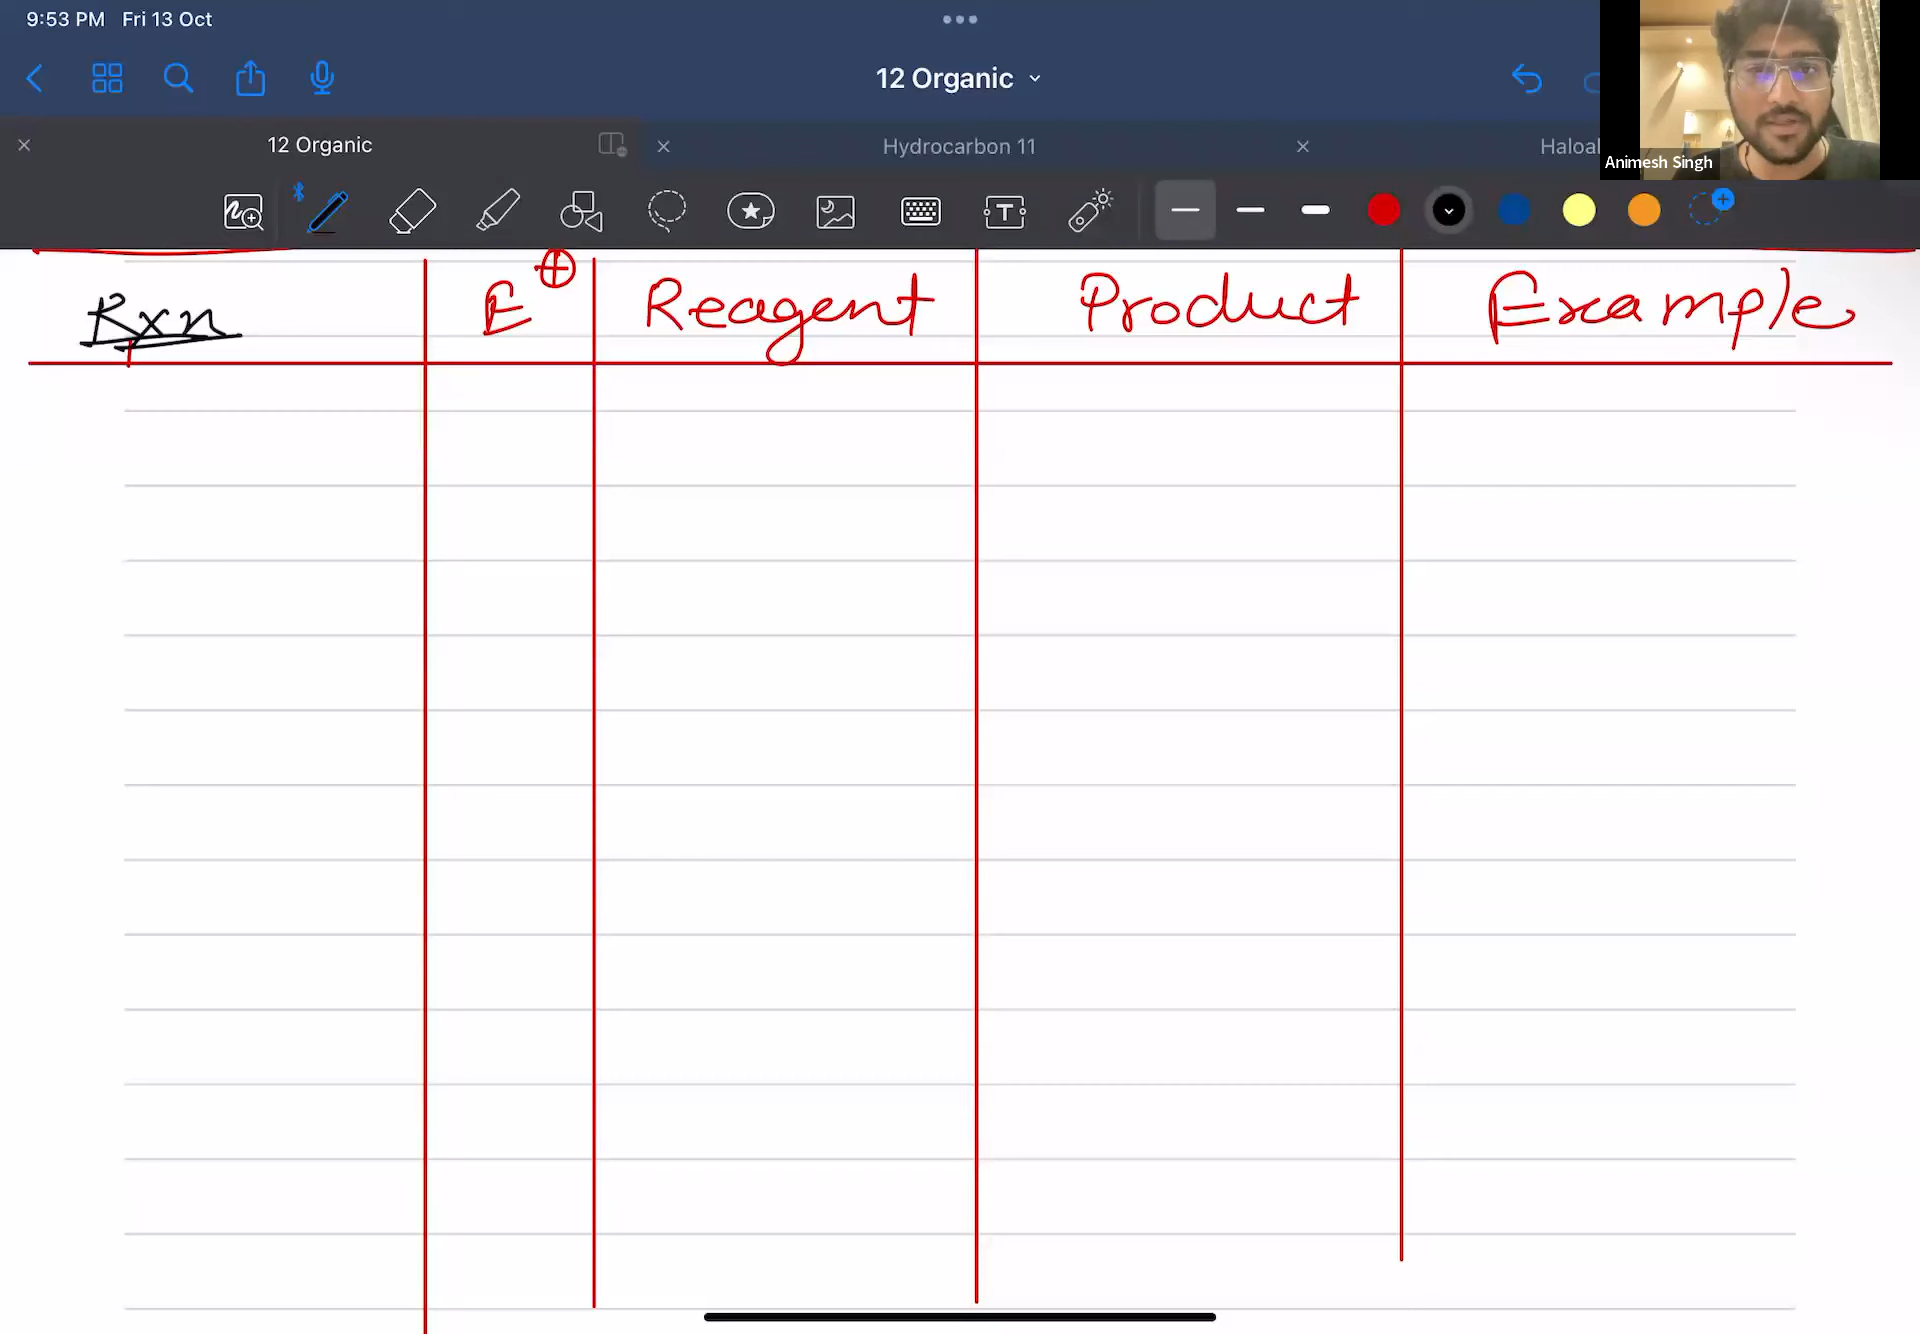 9:53 PM Fri 13 Oct
12 Organic
12 Organic
Hydrocarbon 11
Haloal
Animesh Singh
Rxn E⊕ Reagent Product Example